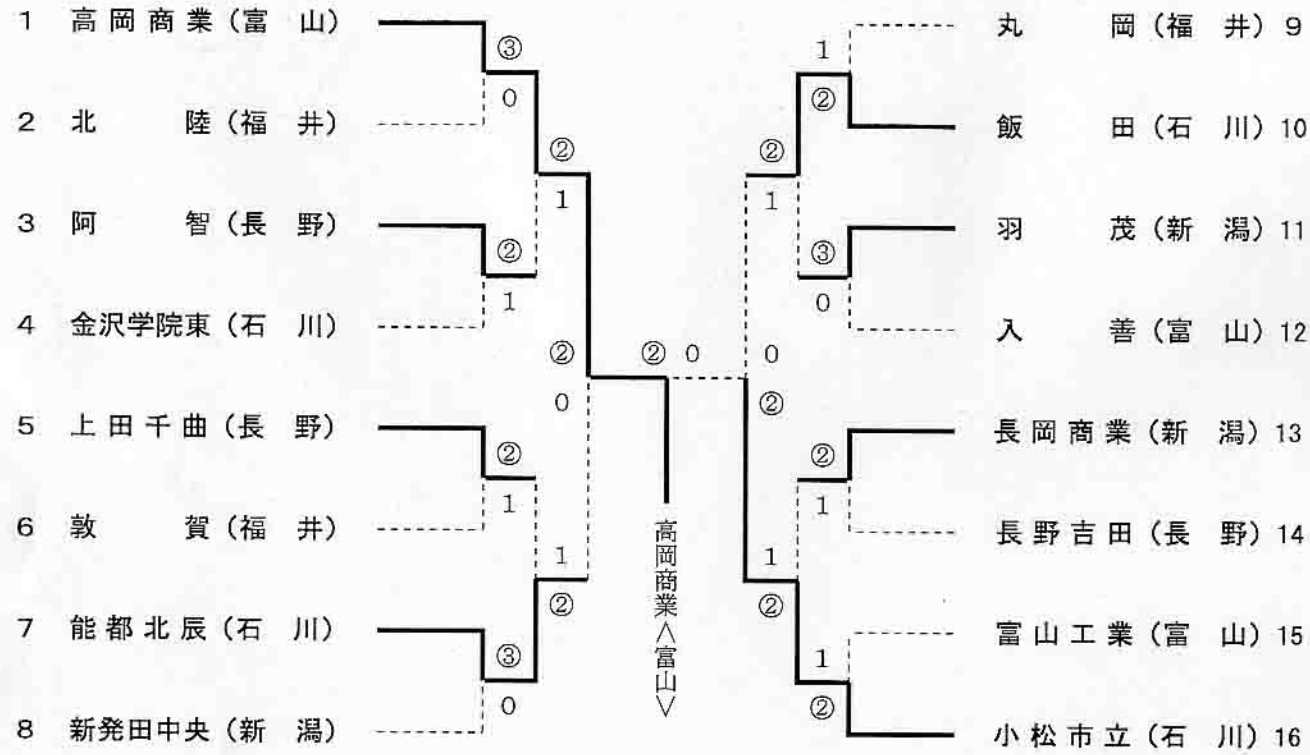 1 高岡商業(富 山)
2 北 陸(福 井)
3 阿 智(長 野)
4 金沢学院東(石 川)
5 上田千曲(長 野)
6 敦 賀(福 井)
7 能都北辰(石 川)
8 新発田中央(新 潟)
③
0
②
1
②
1
③
0
②
1
1
②
②
0
② 0
高岡商業<富山>
0
②
②
1
1
②
1
②
③
0
②
1
1
②
丸 岡(福 井) 9
飯 田(石 川) 10
羽 茂(新 潟) 11
入 善(富 山) 12
長岡商業(新 潟) 13
長野吉田(長 野) 14
富山工業(富 山) 15
小松市立(石 川) 16